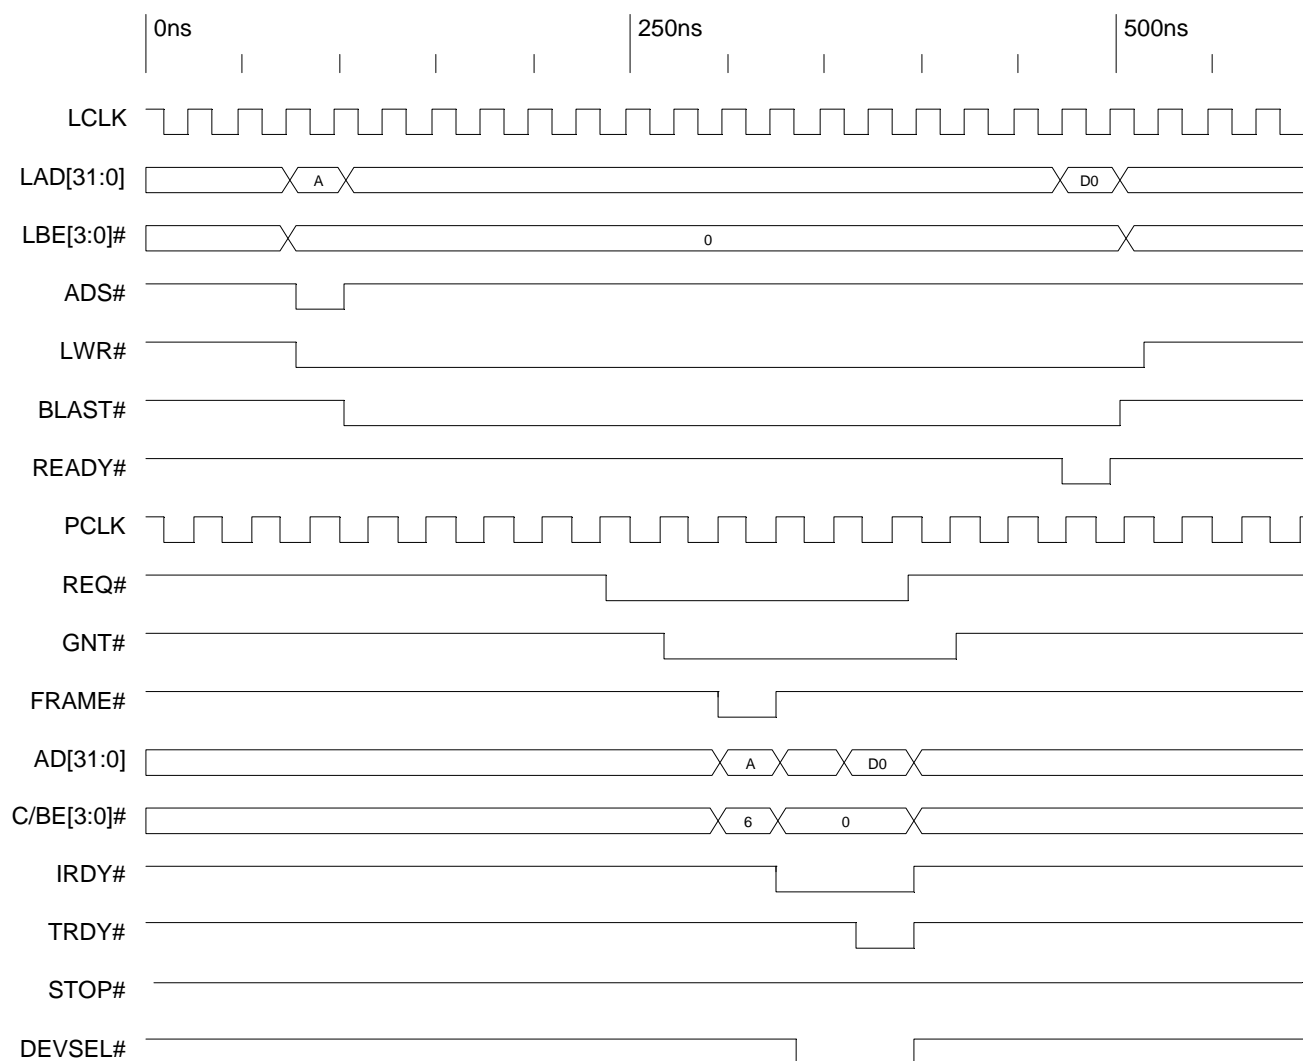 0ns 250ns 500ns
LCLK
LAD[31:0] A D0
LBE[3:0]# 0
ADS#
LWR#
BLAST#
READY#
PCLK
REQ#
GNT#
FRAME#
AD[31:0] A D0
C/BE[3:0]# 6 0
IRDY#
TRDY#
STOP#
DEVSEL#